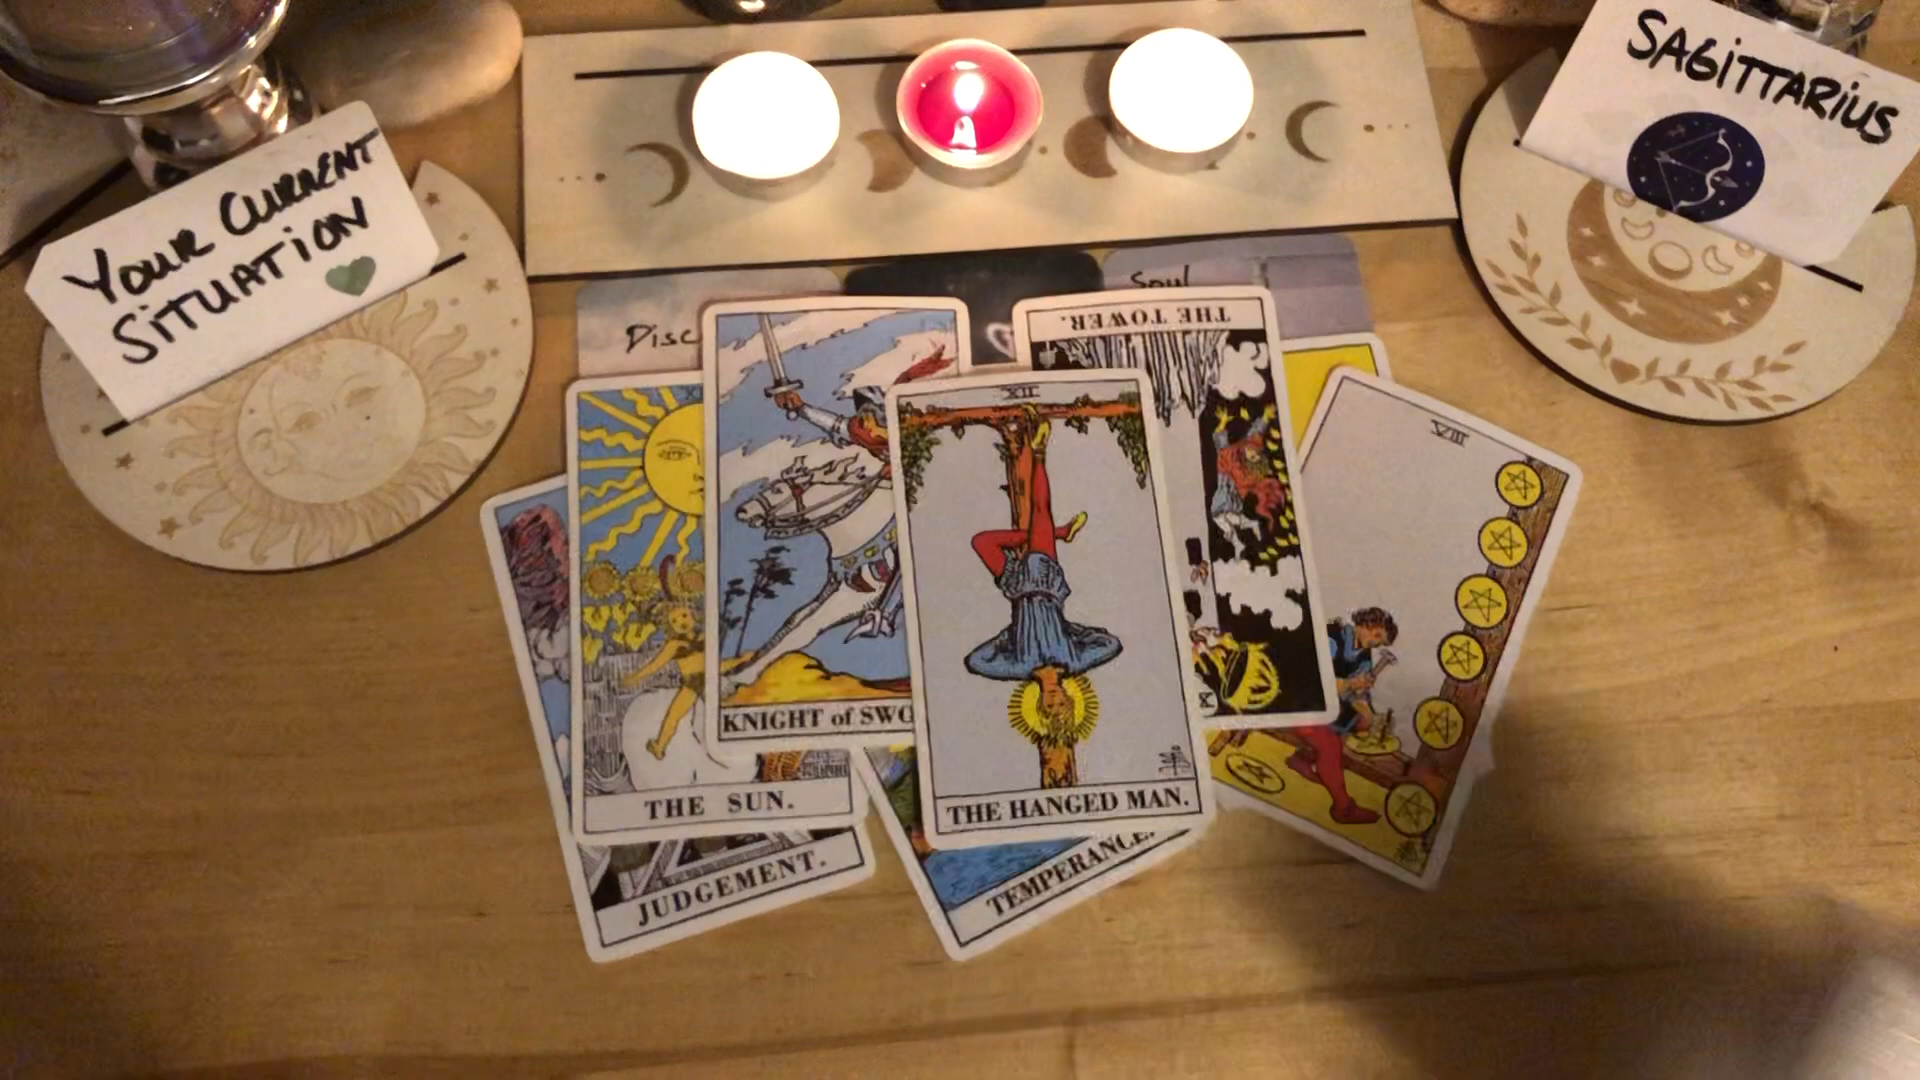 YOUR CURRENT
SITUATION
SAGITTARIUS
Soul
Disc
THE TOWER.
XII
VIII
KNIGHT of SWO
THE SUN.
THE HANGED MAN.
JUDGEMENT.
TEMPERANCE.